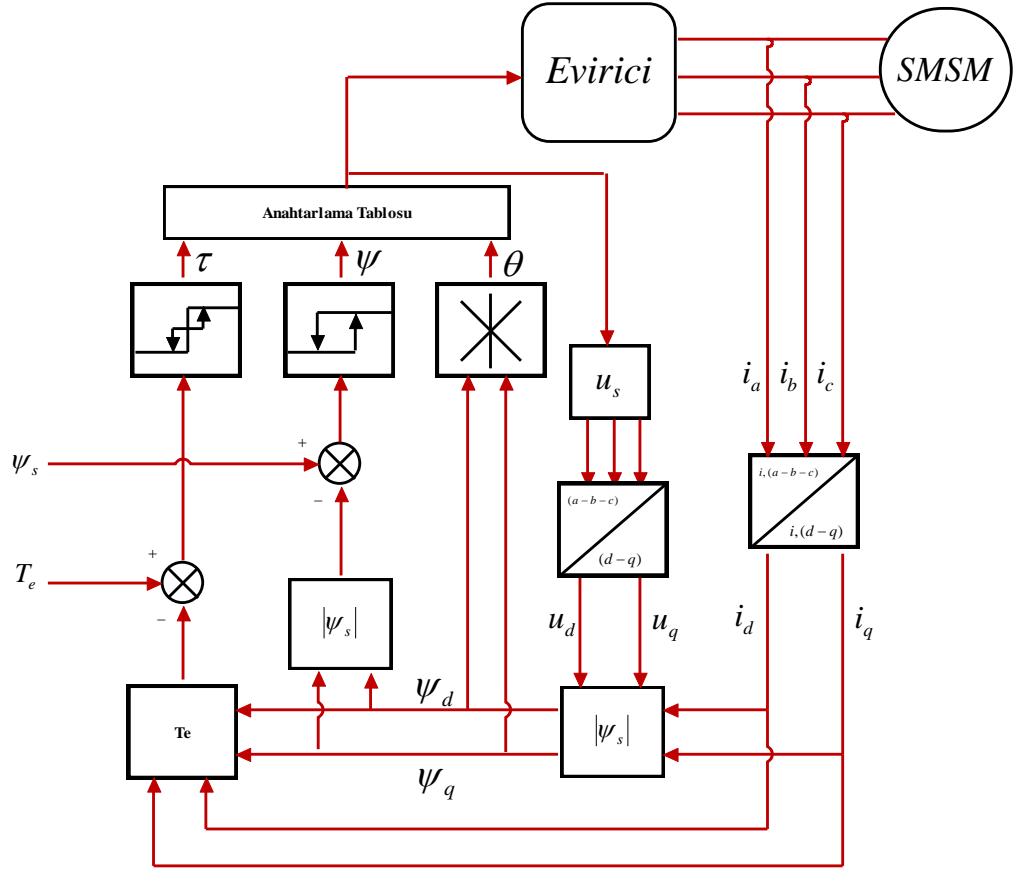 Evirici
SMSM
Anahtarlama Tablosu
τ
ψ
θ
u_s
i_a
i_b
i_c
ψ_s
+
−
(a−b−c)
(d−q)
i,(a−b−c)
i,(d−q)
T_e
+
−
|ψ_s|
u_d
u_q
i_d
i_q
ψ_d
Te
|ψ_s|
ψ_q